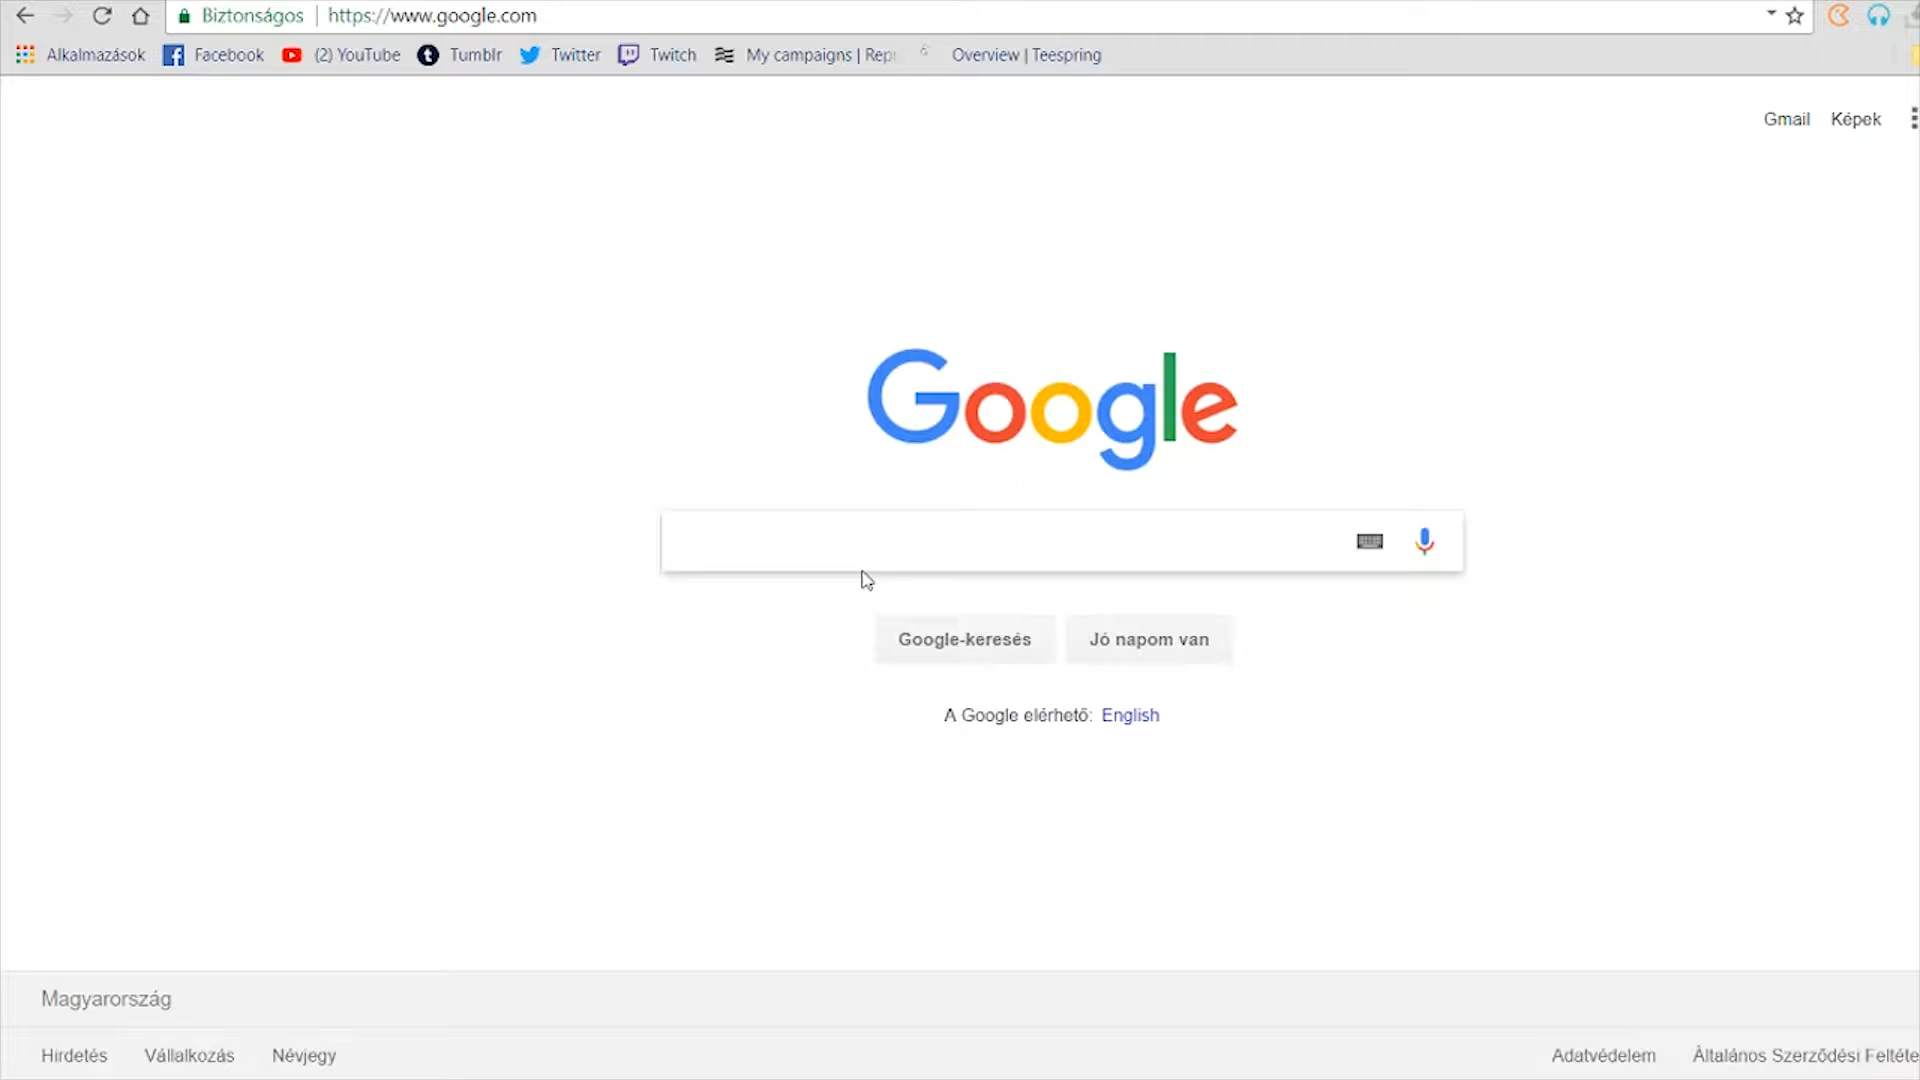 Biztonságos https://www.google.com
Alkalmazások Facebook (2) YouTube Tumblr Twitter Twitch My campaigns | Repr Overview | Teespring
Gmail Képek
Google
Google-keresés Jó napom van
A Google elérhető: English
Magyarország
Hirdetés Vállalkozás Névjegy Adatvédelem Általános Szerződési Feltéte